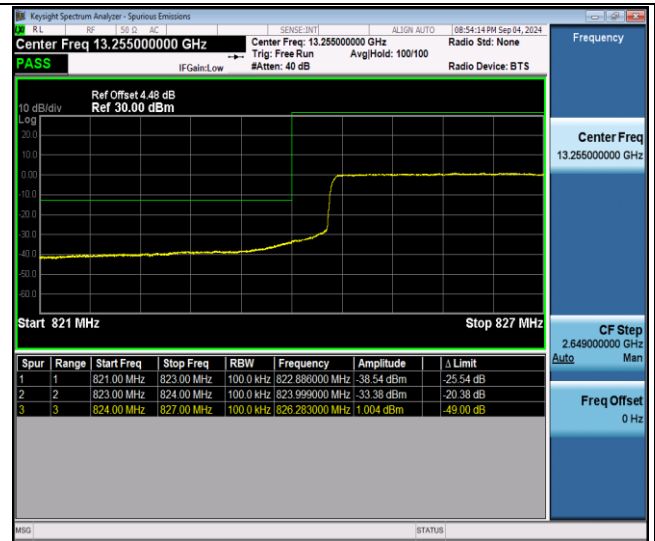 Keysight Spectrum Analyzer - Spurious Emissions
RL RF 50 Ω AC SENSE:INT ALIGN AUTO 08:54:14 PM Sep 04, 2024
Center Freq 13.255000000 GHz Center Freq: 13.255000000 GHz Radio Std: None
PASS Trig: Free Run Avg|Hold: 100/100
IFGain:Low #Atten: 40 dB Radio Device: BTS
Ref Offset 4.48 dB
10 dB/div Ref 30.00 dBm
Log
20.0
10.0
0.00
-10.0
-20.0
-30.0
-40.0
-50.0
-60.0
Start 821 MHz Stop 827 MHz
Spur Range Start Freq Stop Freq RBW Frequency Amplitude Δ Limit
1 1 821.00 MHz 823.00 MHz 100.0 kHz 822.886000 MHz -38.54 dBm -25.54 dB
2 2 823.00 MHz 824.00 MHz 100.0 kHz 823.999000 MHz -33.38 dBm -20.38 dB
3 3 824.00 MHz 827.00 MHz 100.0 kHz 826.283000 MHz 1.004 dBm -49.00 dB
MSG STATUS
Frequency
Center Freq
13.255000000 GHz
CF Step
2.649000000 GHz
Auto Man
Freq Offset
0 Hz